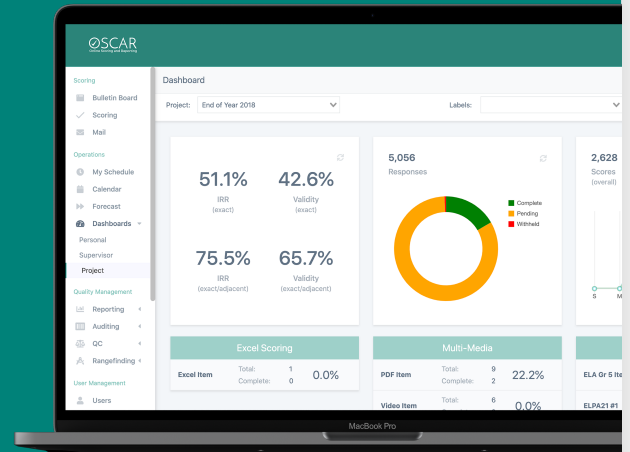 OSCAR
Online Scoring and Reporting
Scoring
Bulletin Board
Scoring
Mail
Operations
My Schedule
Calendar
Forecast
Dashboards
Personal
Supervisor
Project
Quality Management
Reporting
Auditing
QC
Rangefinding
User Management
Users
Dashboard
Project: End of Year 2018 Labels:
51.1% 42.6%
IRR Validity
(exact) (exact)
75.5% 65.7%
IRR Validity
(exact/adjacent) (exact/adjacent)
5,056
Responses
Complete
Pending
Withheld
2,628
Scores
(overall)
S M
Excel Scoring
Excel Item Total: 1 0.0%
Complete: 0
Multi-Media
PDF Item Total: 9 22.2%
Complete: 2
Video Item Total: 6 0.0%
ELA Gr 5 Ite
ELPA21 #1
MacBook Pro